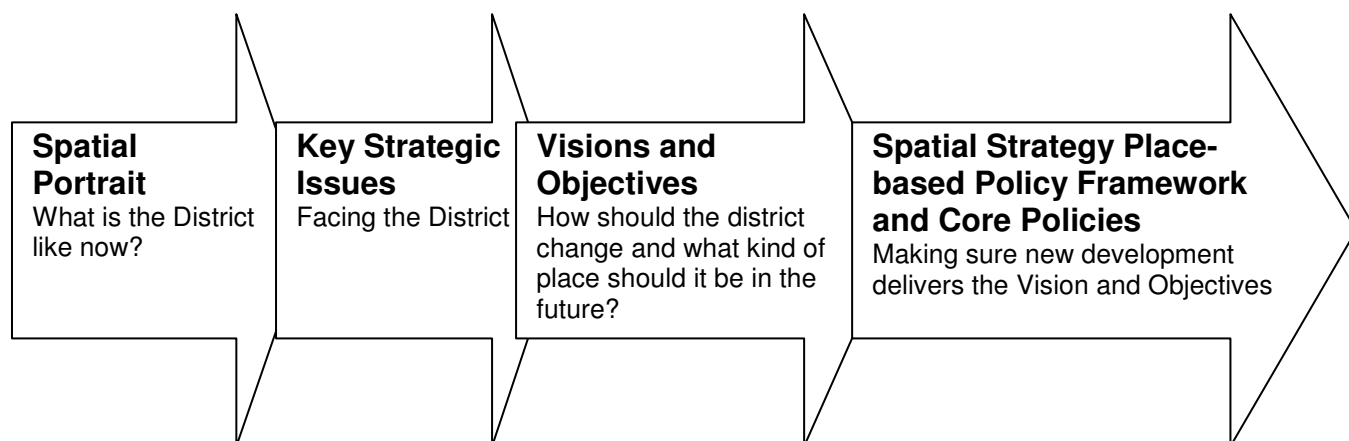 Spatial
Portrait
What is the District
like now?
Key Strategic
Issues
Facing the District
Visions and
Objectives
How should the district
change and what kind of
place should it be in the
future?
Spatial Strategy Place-
based Policy Framework
and Core Policies
Making sure new development
delivers the Vision and Objectives